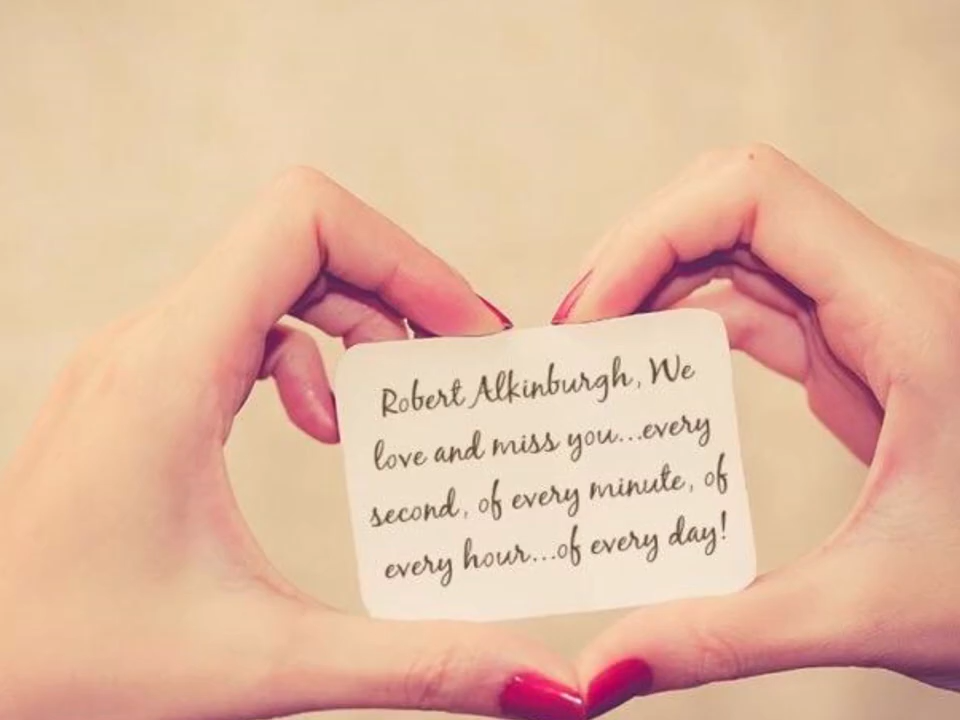 Robert Alkinburgh, We
love and miss you...every
second, of every minute, of
every hour...of every day!